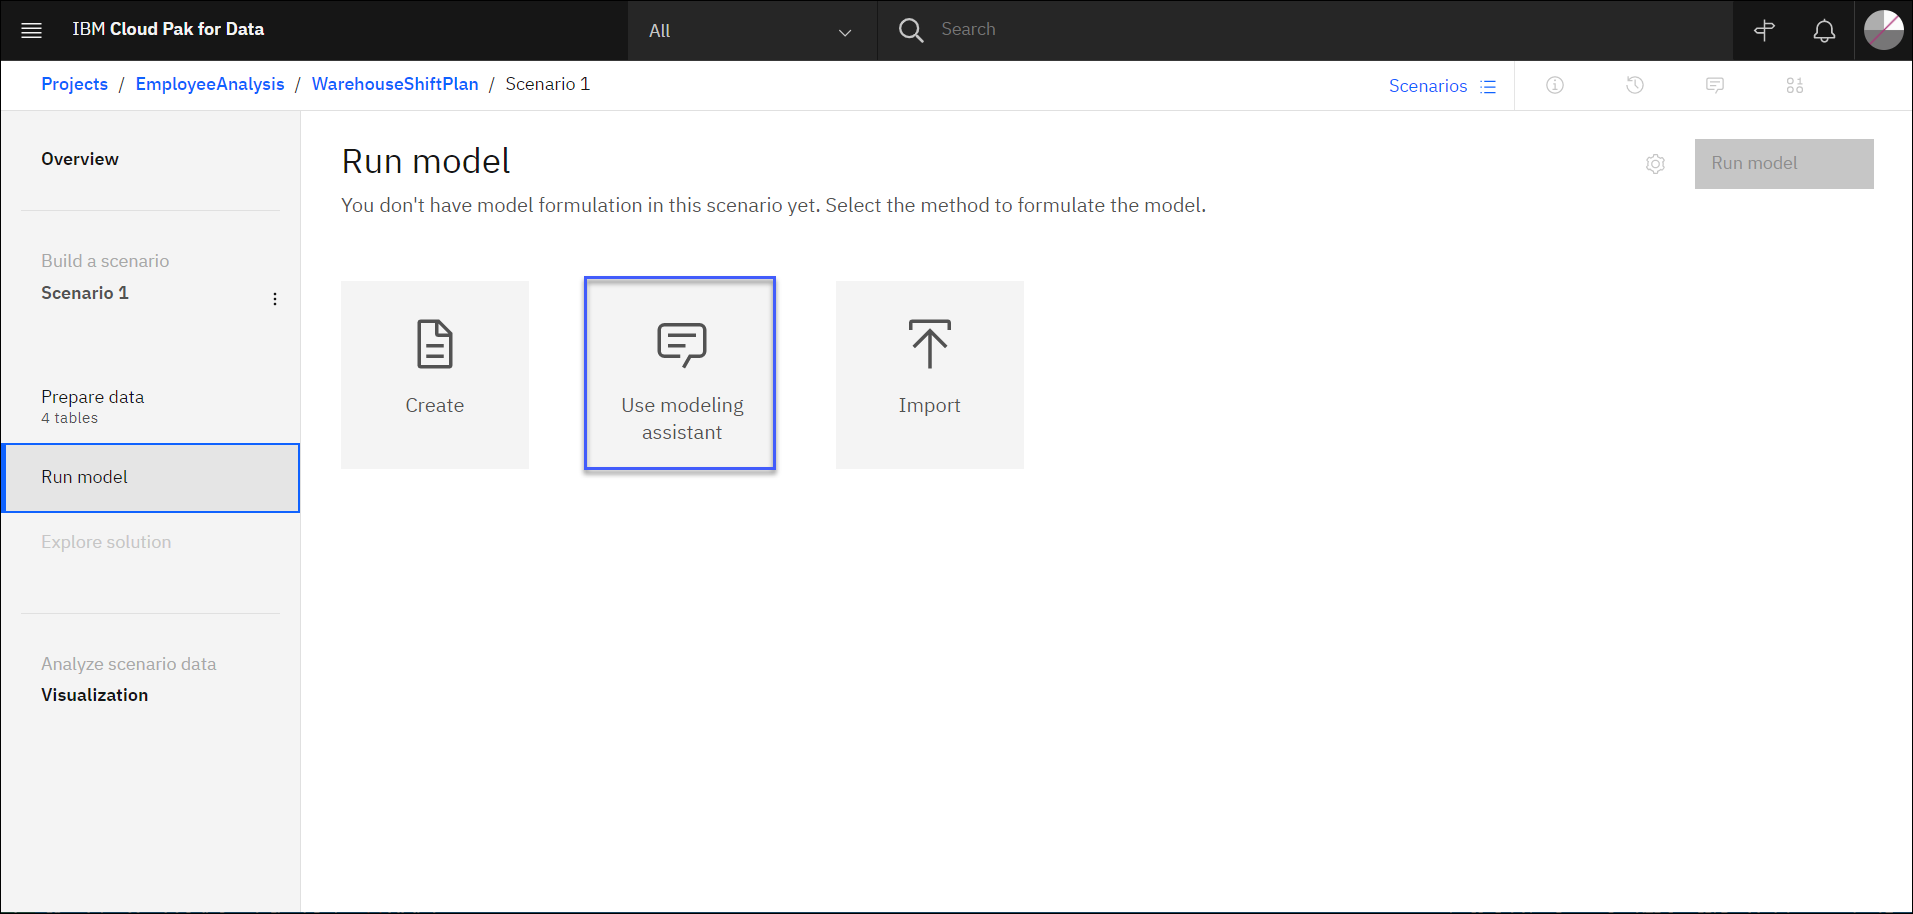 IBM Cloud Pak for Data
All
Search
Projects / EmployeeAnalysis / WarehouseShiftPlan / Scenario 1
Scenarios
Overview
Build a scenario
Scenario 1
Prepare data
4 tables
Run model
Explore solution
Analyze scenario data
Visualization
Run model
Run model
You don't have model formulation in this scenario yet. Select the method to formulate the model.
Create
Use modeling
assistant
Import